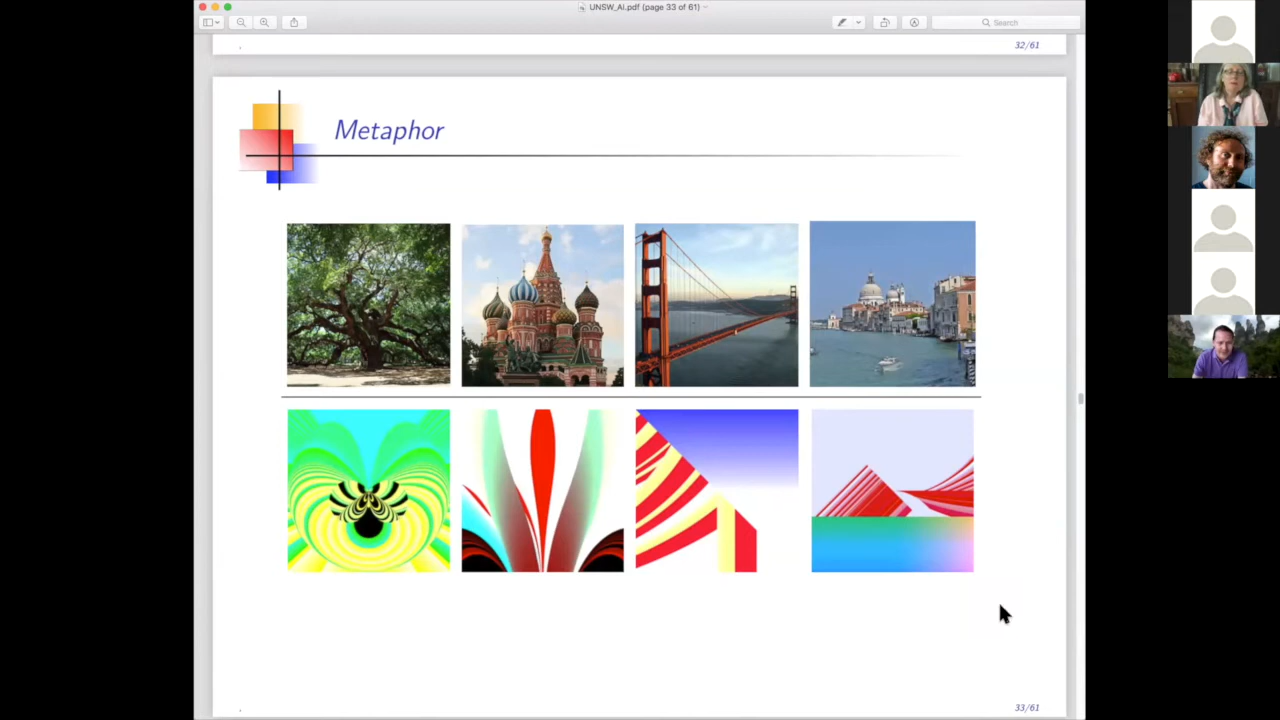 UNSW_AI.pdf (page 33 of 61)
Search
. 32/61
Metaphor
. 33/61